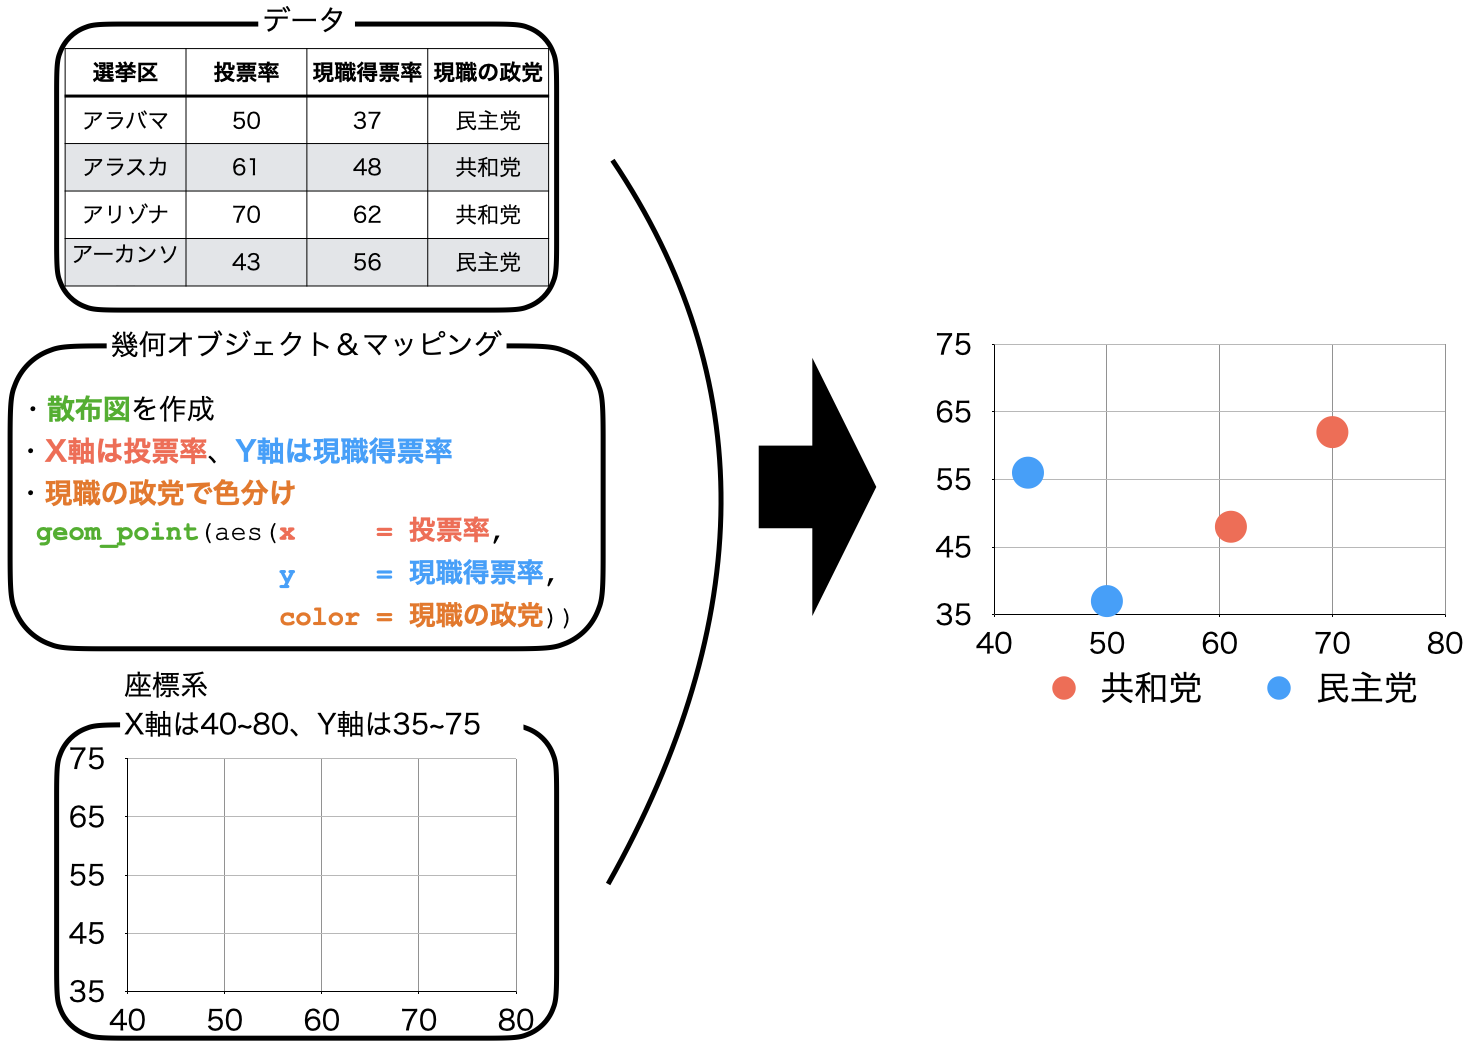 データ
選挙区 投票率 現職得票率 現職の政党
アラバマ 50 37 民主党
アラスカ 61 48 共和党
アリゾナ 70 62 共和党
アーカンソ 43 56 民主党
幾何オブジェクト＆マッピング
・散布図を作成
・X軸は投票率、Y軸は現職得票率
・現職の政党で色分け
geom_point(aes(x = 投票率,
y = 現職得票率,
color = 現職の政党))
座標系
X軸は40~80、Y軸は35~75
75
65
55
45
35
40 50 60 70 80
75
65
55
45
35
40 50 60 70 80
共和党 民主党